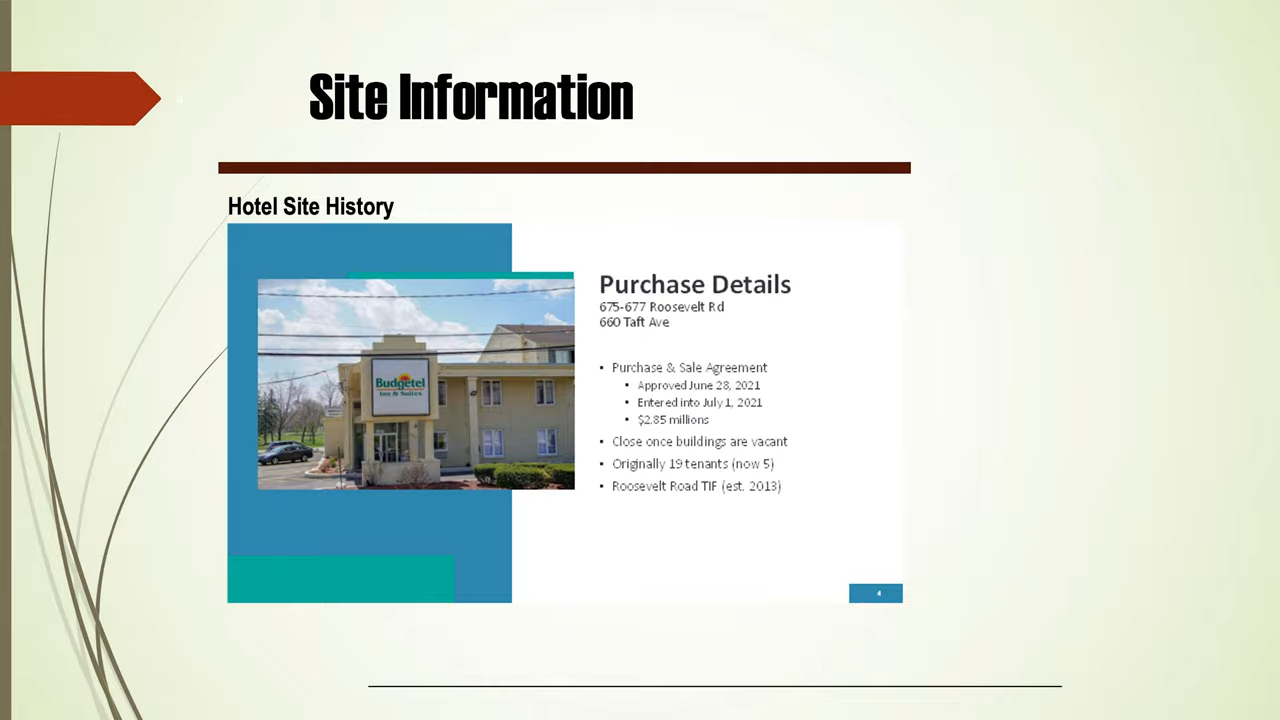 Site Information
Hotel Site History
Budgetel
Inn & Suites
Purchase Details
675-677 Roosevelt Rd
660 Taft Ave
• Purchase & Sale Agreement
• Approved June 28, 2021
• Entered into July 1, 2021
• $2.85 millions
• Close once buildings are vacant
• Originally 19 tenants (now 5)
• Roosevelt Road TIF (est. 2013)
4